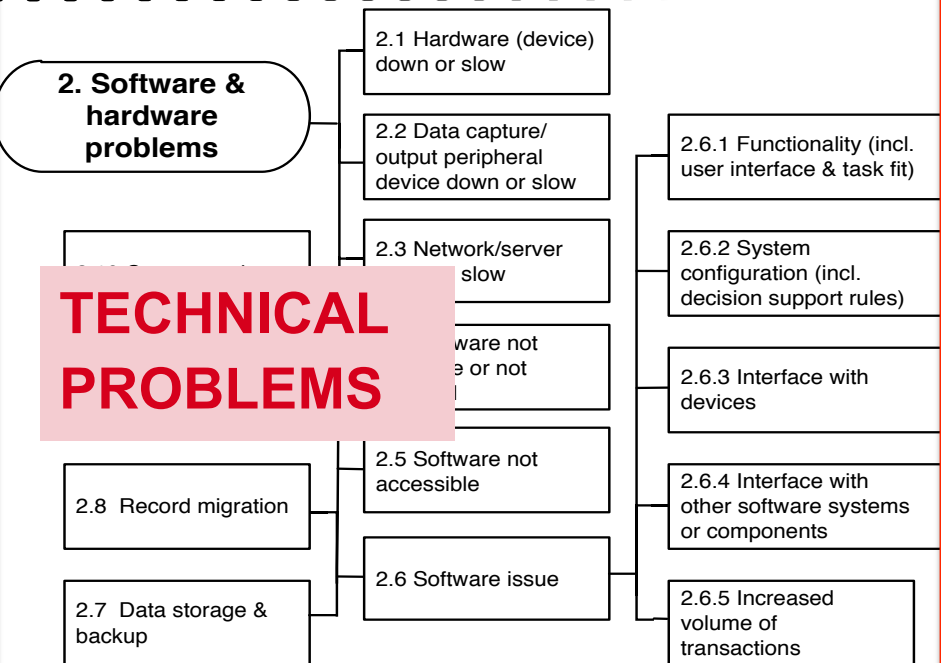 2. Software &
hardware
problems
2.1 Hardware (device)
down or slow
2.2 Data capture/
output peripheral
device down or slow
2.3 Network/server
slow
ware not
e or not
2.5 Software not
accessible
2.6 Software issue
2.6.1 Functionality (incl.
user interface & task fit)
2.6.2 System
configuration (incl.
decision support rules)
2.6.3 Interface with
devices
2.6.4 Interface with
other software systems
or components
2.6.5 Increased
volume of
transactions
TECHNICAL
PROBLEMS
2.8 Record migration
2.7 Data storage &
backup